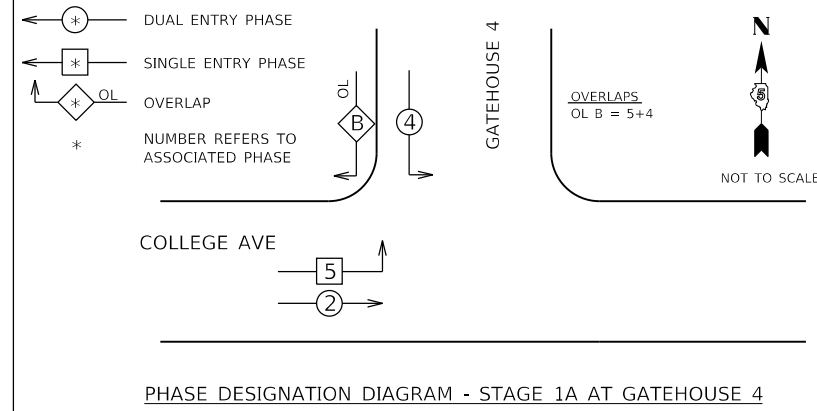 * DUAL ENTRY PHASE
* SINGLE ENTRY PHASE
* OL OVERLAP
* NUMBER REFERS TO
ASSOCIATED PHASE
OL
B
4
GATEHOUSE 4
OVERLAPS
OL B = 5+4
N
NOT TO SCALE
COLLEGE AVE
5
2
PHASE DESIGNATION DIAGRAM - STAGE 1A AT GATEHOUSE 4